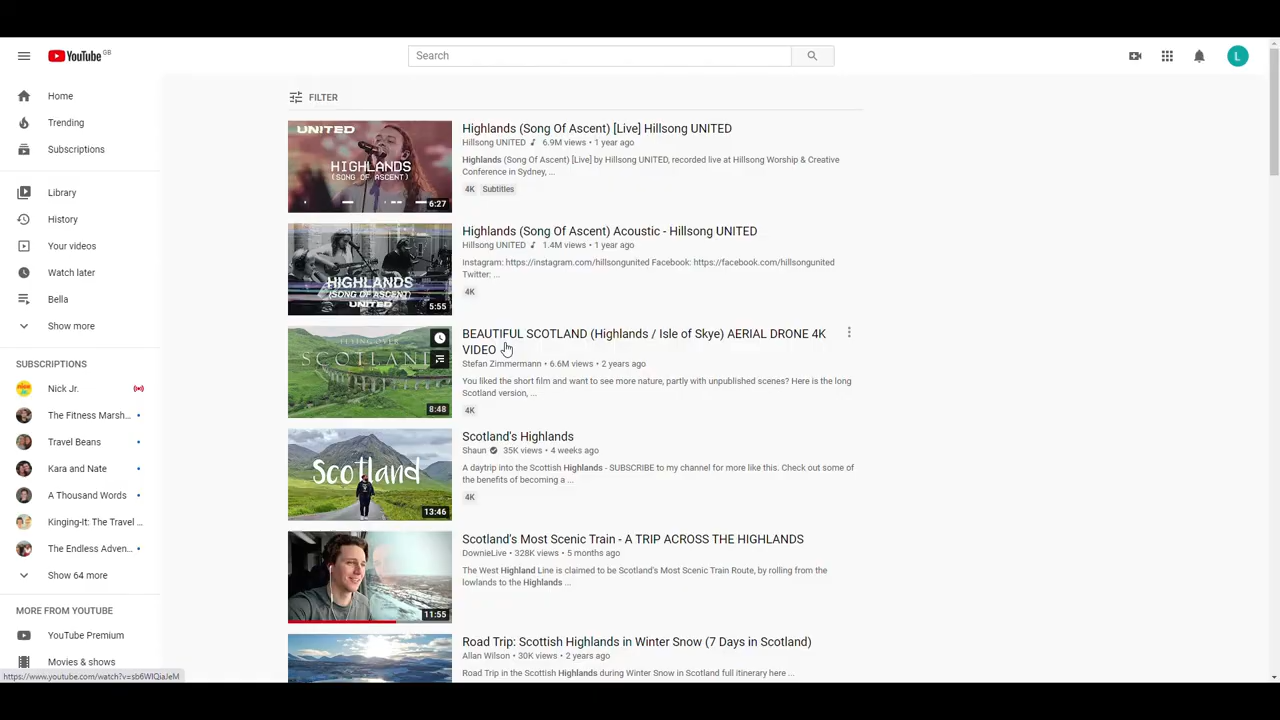 YouTube GB
Search
L
Home
Trending
Subscriptions
Library
History
Your videos
Watch later
Bella
Show more
SUBSCRIPTIONS
Nick Jr.
The Fitness Marsh...
Travel Beans
Kara and Nate
A Thousand Words
Kinging-It: The Travel ...
The Endless Adven...
Show 64 more
MORE FROM YOUTUBE
YouTube Premium
Movies & shows
https://www.youtube.com/watch?v=sb6WIQiaJeM
FILTER
UNITED
HIGHLANDS
(SONG OF ASCENT)
6:27
Highlands (Song Of Ascent) [Live] Hillsong UNITED
Hillsong UNITED 6.9M views • 1 year ago
Highlands (Song Of Ascent) [Live] by Hillsong UNITED, recorded live at Hillsong Worship & Creative
Conference in Sydney, ...
4K Subtitles
HIGHLANDS
(SONG OF ASCENT)
UNITED
5:55
Highlands (Song Of Ascent) Acoustic - Hillsong UNITED
Hillsong UNITED 1.4M views • 1 year ago
Instagram: https://instagram.com/hillsongunited Facebook: https://facebook.com/hillsongunited
Twitter: ...
4K
FLYING OVER
SCOTLAND
8:48
BEAUTIFUL SCOTLAND (Highlands / Isle of Skye) AERIAL DRONE 4K
VIDEO
Stefan Zimmermann • 6.6M views • 2 years ago
You liked the short film and want to see more nature, partly with unpublished scenes? Here is the long
Scotland version, ...
4K
Scotland
13:46
Scotland's Highlands
Shaun 35K views • 4 weeks ago
A daytrip into the Scottish Highlands - SUBSCRIBE to my channel for more like this. Check out some of
the benefits of becoming a ...
4K
11:55
Scotland's Most Scenic Train - A TRIP ACROSS THE HIGHLANDS
DownieLive • 328K views • 5 months ago
The West Highland Line is claimed to be Scotland's Most Scenic Train Route, by rolling from the
lowlands to the Highlands ...
Road Trip: Scottish Highlands in Winter Snow (7 Days in Scotland)
Allan Wilson • 30K views • 2 years ago
Road Trip in the Scottish Highlands during Winter Snow in Scotland full itinerary here ...